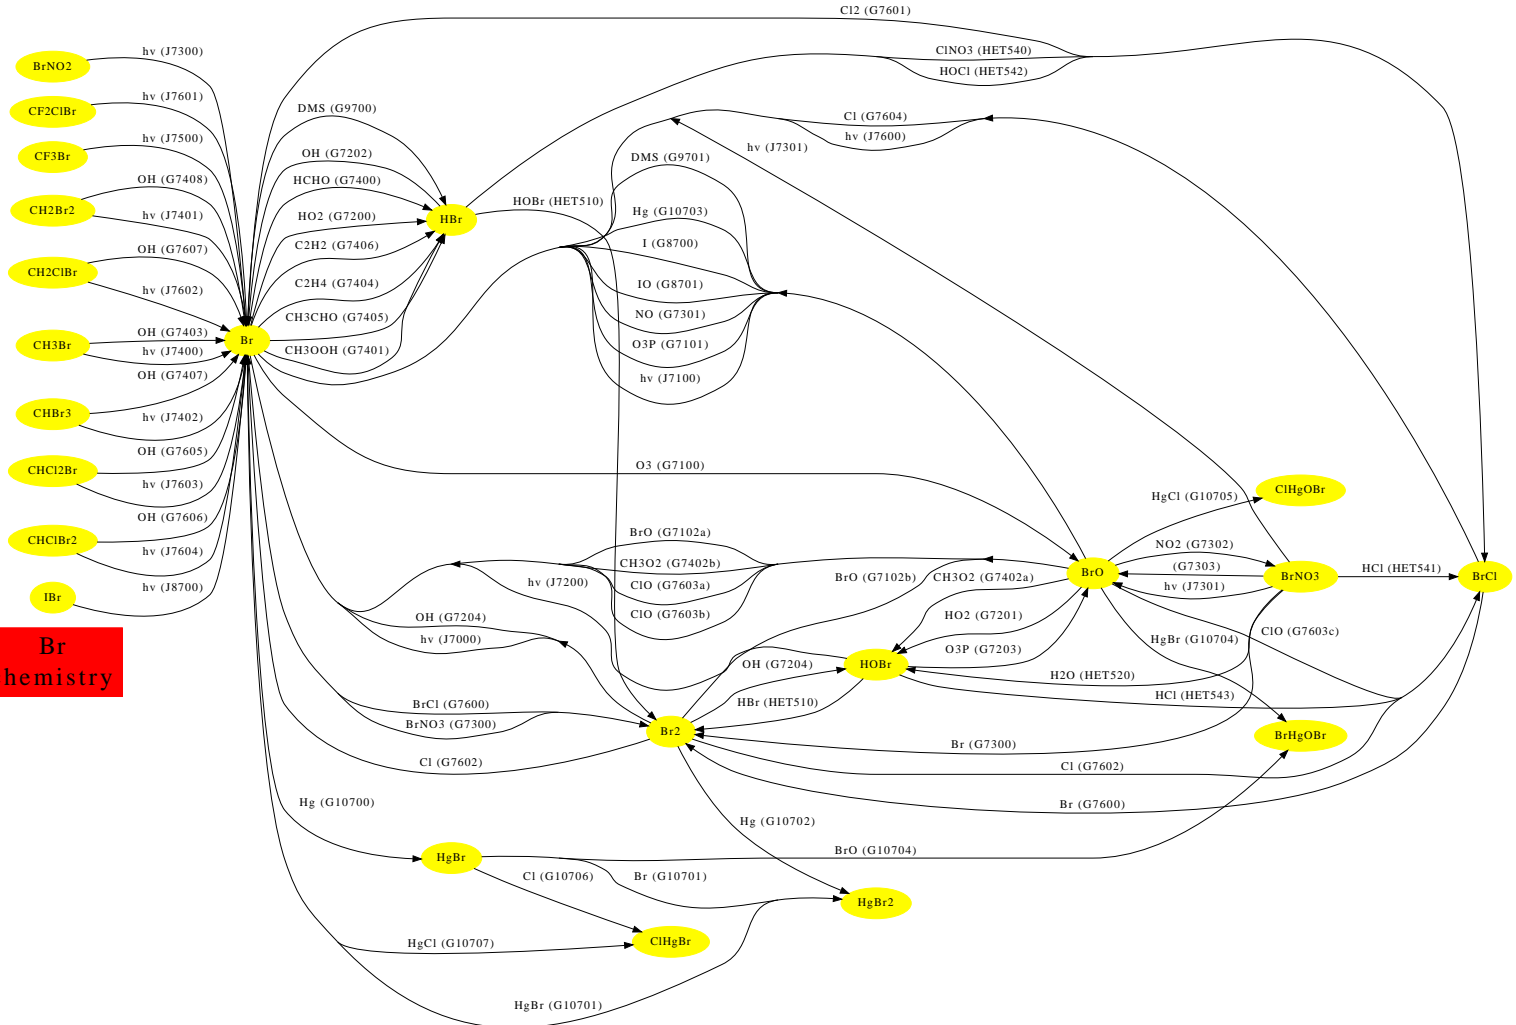 Cl2 (G7601)
hv (J7300)
BrNO2
ClNO3 (HET540)
HOCl (HET542)
hv (J7601)
CF2ClBr
DMS (G9700)
Cl (G7604)
hv (J7600)
hv (J7500)
CF3Br
OH (G7202)
DMS (G9701)
hv (J7301)
OH (G7408)
HCHO (G7400)
HOBr (HET510)
CH2Br2
hv (J7401)
HO2 (G7200)
HBr
Hg (G10703)
OH (G7607)
C2H2 (G7406)
I (G8700)
CH2ClBr
hv (J7602)
C2H4 (G7404)
IO (G8701)
OH (G7403)
CH3CHO (G7405)
NO (G7301)
CH3Br
hv (J7400)
Br
CH3OOH (G7401)
O3P (G7101)
OH (G7407)
hv (J7100)
CHBr3
hv (J7402)
OH (G7605)
O3 (G7100)
CHCl2Br
hv (J7603)
HgCl (G10705)
ClHgOBr
OH (G7606)
CHClBr2
hv (J7604)
BrO (G7102a)
NO2 (G7302)
CH3O2 (G7402b)
BrO (G7102b)
CH3O2 (G7402a)
BrO
(G7303)
BrNO3
HCl (HET541)
BrCl
hv (J8700)
hv (J7200)
ClO (G7603a)
hv (J7301)
IBr
ClO (G7603b)
HO2 (G7201)
OH (G7204)
HgBr (G10704)
ClO (G7603c)
Br
hemistry
hv (J7000)
O3P (G7203)
OH (G7204)
HOBr
H2O (HET520)
HBr (HET510)
HCl (HET543)
BrCl (G7600)
BrNO3 (G7300)
Br2
Br (G7300)
BrHgOBr
Cl (G7602)
Cl (G7602)
Hg (G10700)
Br (G7600)
Hg (G10702)
HgBr
BrO (G10704)
Cl (G10706)
Br (G10701)
HgBr2
HgCl (G10707)
ClHgBr
HgBr (G10701)